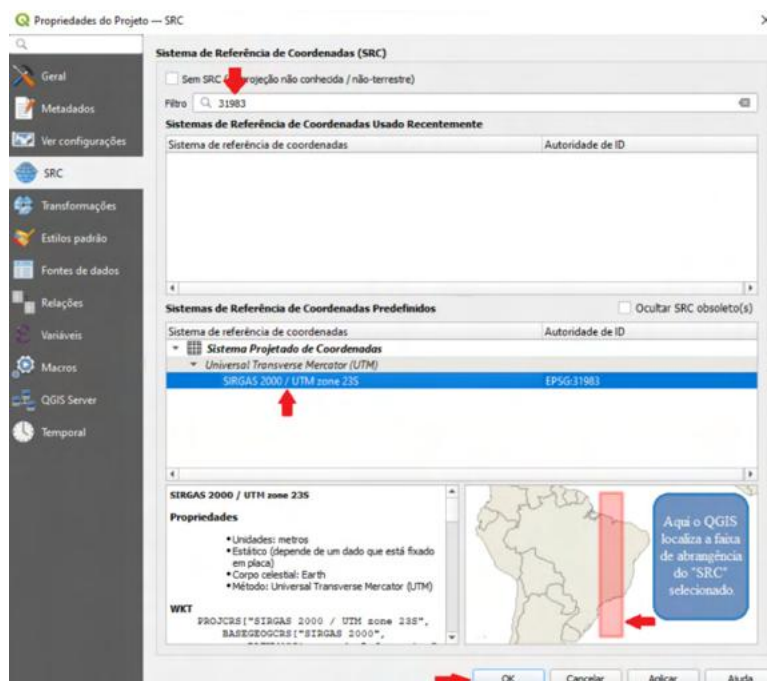 Propriedades do Projeto — SRC
Sistema de Referência de Coordenadas (SRC)
Geral
Metadados
Ver configurações
SRC
Transformações
Estilos padrão
Fontes de dados
Relações
Variáveis
Macros
QGIS Server
Temporal
Sem SRC projeção não conhecida / não-terrestre)
Filtro 31983
Sistemas de Referência de Coordenadas Usado Recentemente
Sistema de referência de coordenadas Autoridade de ID
Sistemas de Referência de Coordenadas Predefinidos Ocultar SRC obsoleto(s)
Sistema de referência de coordenadas Autoridade de ID
Sistema Projetado de Coordenadas
Universal Transverse Mercator (UTM)
SIRGAS 2000 / UTM zone 23S EPSG:31983
SIRGAS 2000 / UTM zone 23S
Propriedades
•Unidades: metros
•Estático (depende de um dado que está fixado
em placa)
•Corpo celestial: Earth
•Método: Universal Transverse Mercator (UTM)
WKT
PROJCRS["SIRGAS 2000 / UTM zone 23S",
BASEGEOGCRS["SIRGAS 2000",
Aqui o QGIS
localiza a faixa
de abrangência
do "SRC"
selecionado.
OK Cancelar Aplicar Ajuda